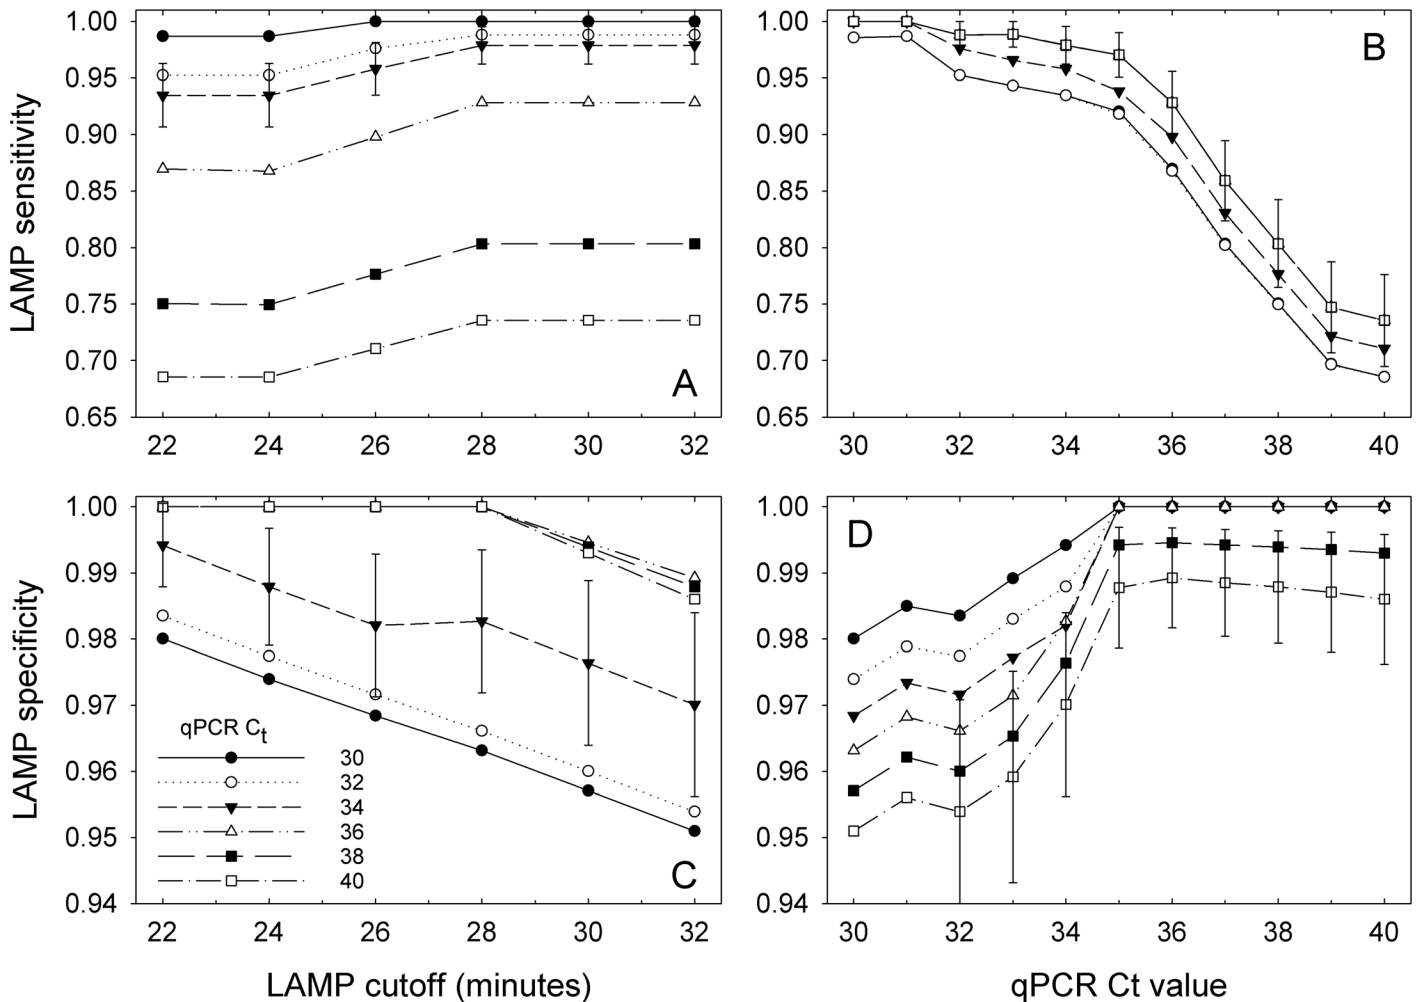 1.00
0.95
0.90
0.85
0.80
0.75
0.70
0.65
LAMP sensitivity
22 24 26 28 30 32
A
1.00
0.95
0.90
0.85
0.80
0.75
0.70
0.65
30 32 34 36 38 40
B
1.00
0.99
0.98
0.97
0.96
0.95
0.94
LAMP specificity
qPCR Ct
30
32
34
36
38
40
C
22 24 26 28 30 32
LAMP cutoff (minutes)
1.00
0.99
0.98
0.97
0.96
0.95
0.94
D
30 32 34 36 38 40
qPCR Ct value